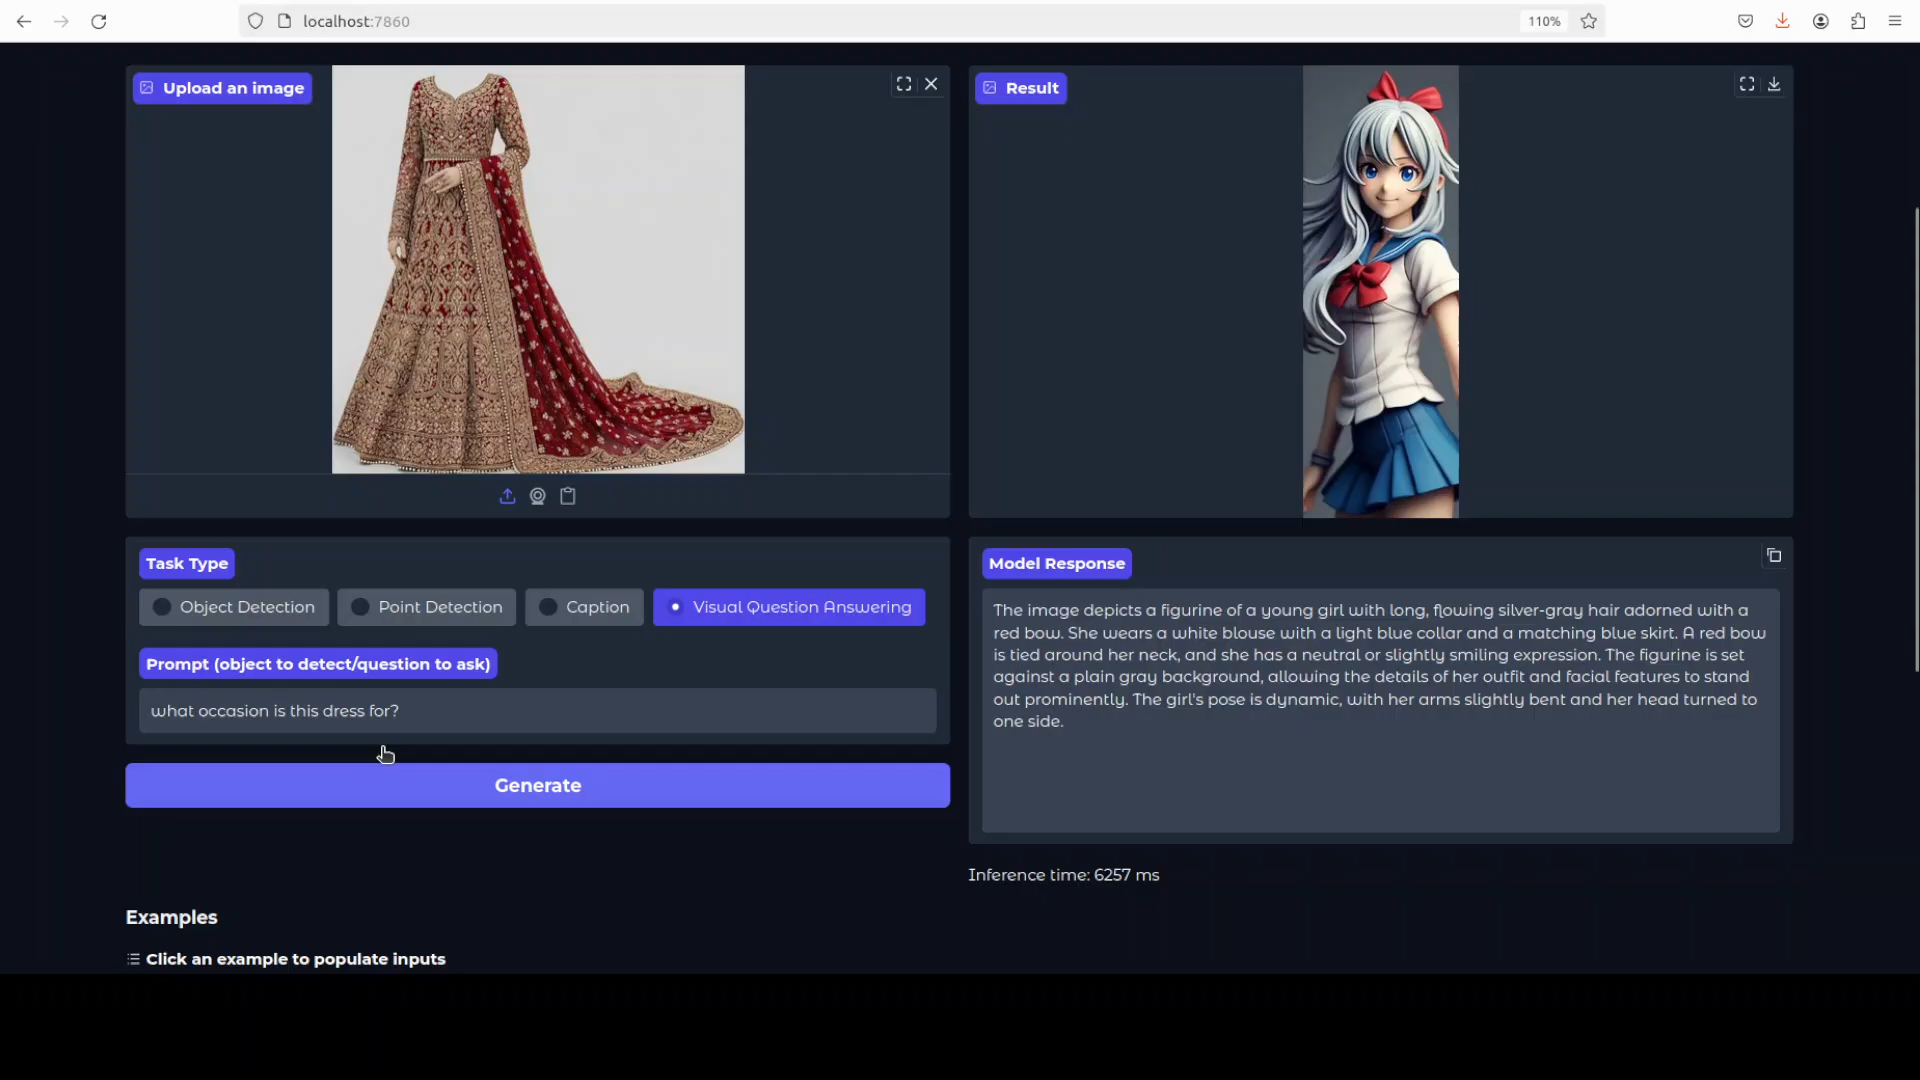 localhost:7860
110%
Upload an image
Result
Task Type
Object Detection
Point Detection
Caption
Visual Question Answering
Prompt (object to detect/question to ask)
what occasion is this dress for?
Generate
Model Response
The image depicts a figurine of a young girl with long, flowing silver-gray hair adorned with a
red bow. She wears a white blouse with a light blue collar and a matching blue skirt. A red bow
is tied around her neck, and she has a neutral or slightly smiling expression. The figurine is set
against a plain gray background, allowing the details of her outfit and facial features to stand
out prominently. The girl's pose is dynamic, with her arms slightly bent and her head turned to
one side.
Inference time: 6257 ms
Examples
Click an example to populate inputs